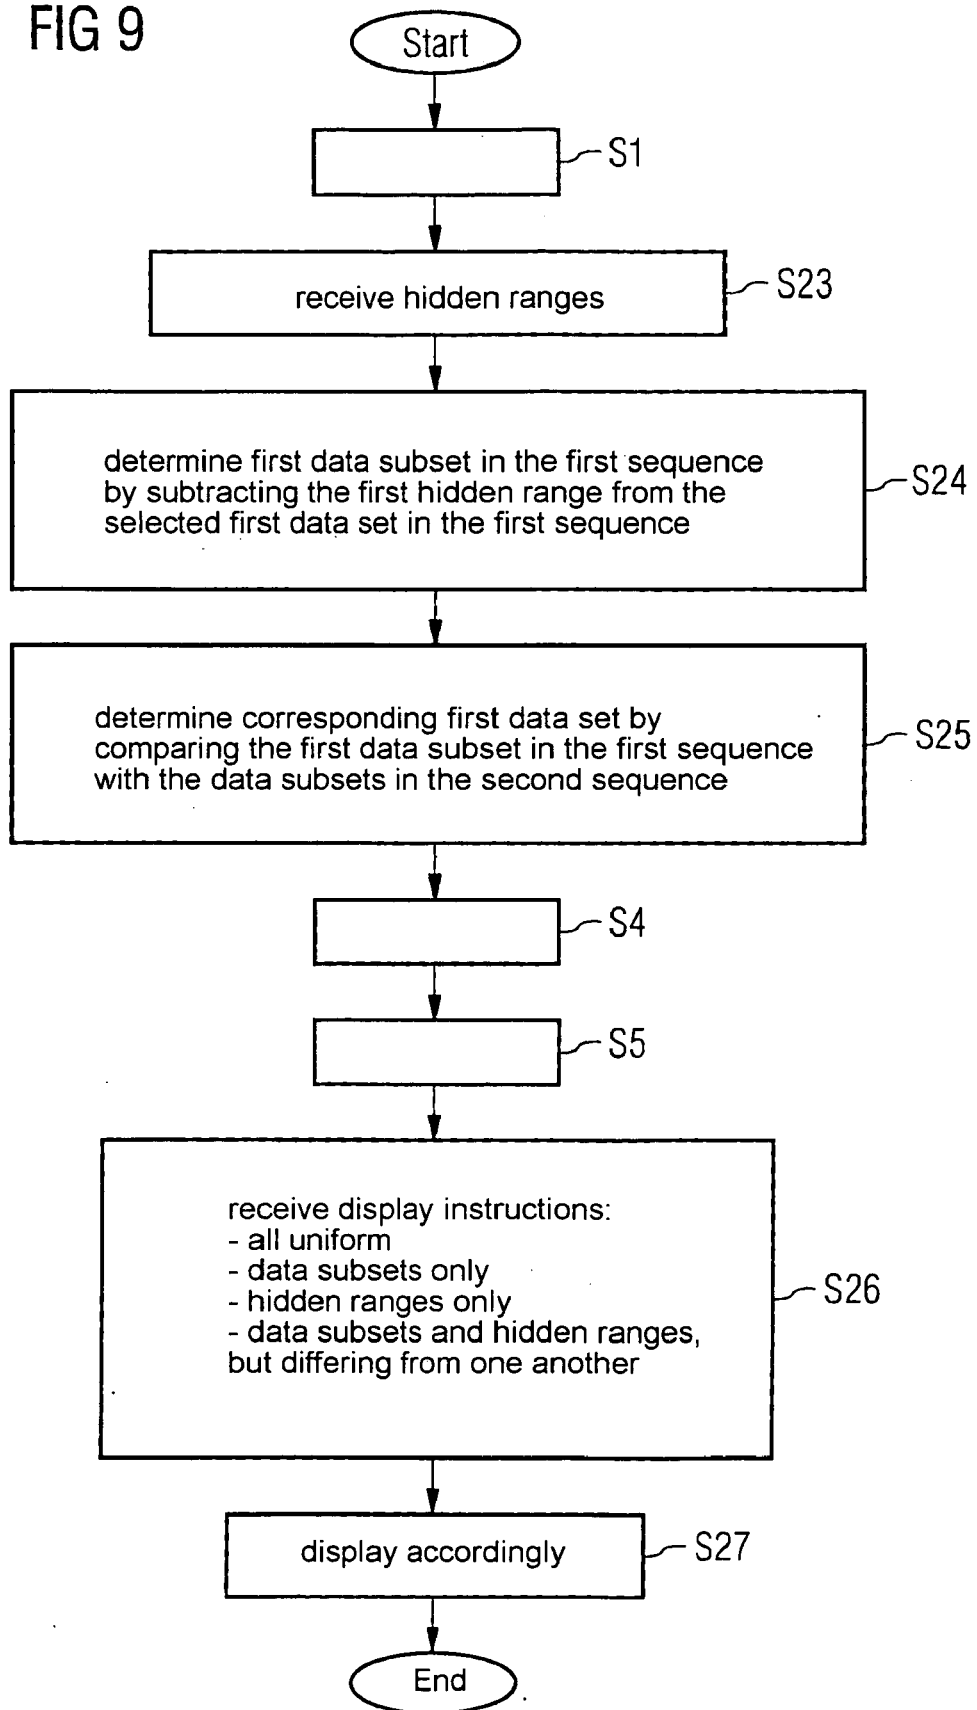 FIG 9
Start
S1
receive hidden ranges
S23
determine first data subset in the first sequence
by subtracting the first hidden range from the
selected first data set in the first sequence
S24
determine corresponding first data set by
comparing the first data subset in the first sequence
with the data subsets in the second sequence
S25
S4
S5
receive display instructions:
- all uniform
- data subsets only
- hidden ranges only
- data subsets and hidden ranges,
but differing from one another
S26
display accordingly
S27
End